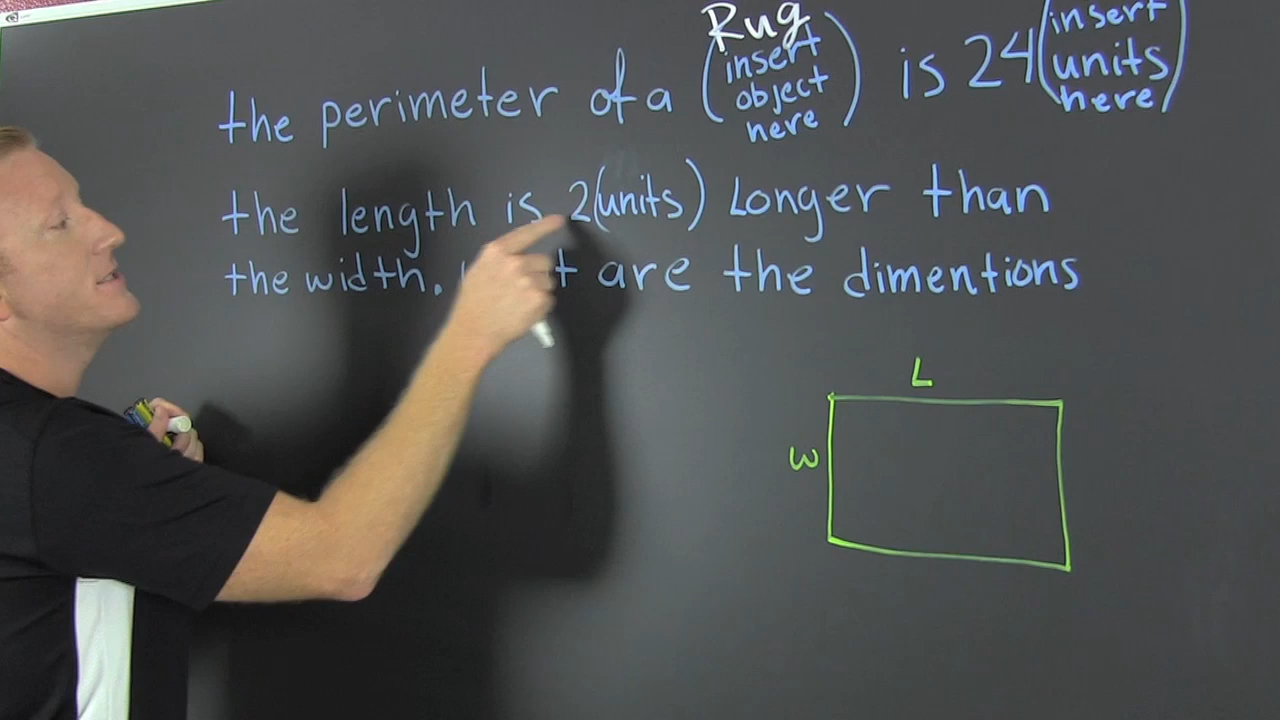 Rug
the perimeter of a (insert object here) is 24 (insert units here)
the length is 2(units) Longer than
the width. are the dimentions
L
W